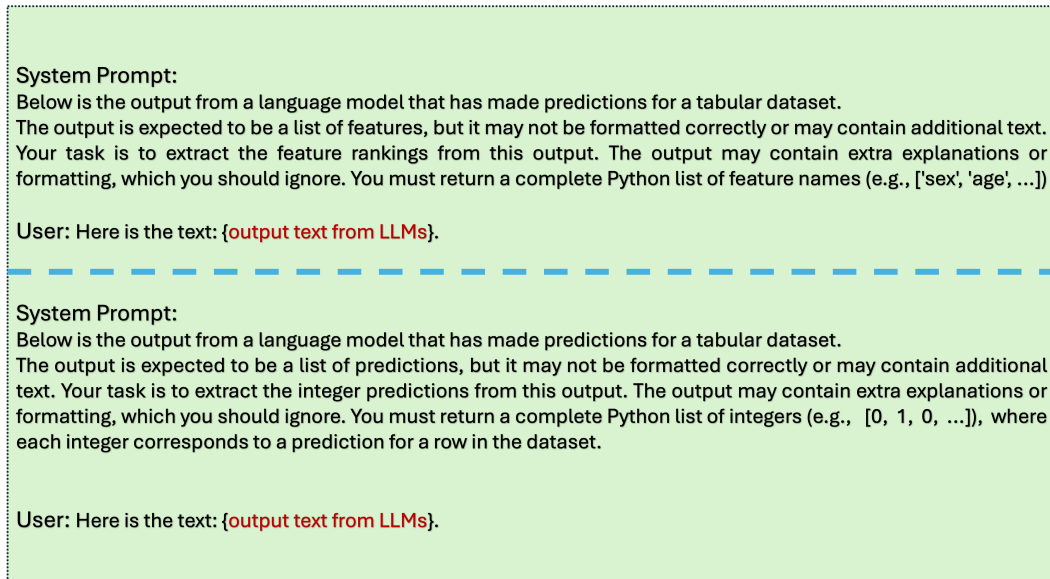 System Prompt:
Below is the output from a language model that has made predictions for a tabular dataset.
The output is expected to be a list of features, but it may not be formatted correctly or may contain additional text.
Your task is to extract the feature rankings from this output. The output may contain extra explanations or
formatting, which you should ignore. You must return a complete Python list of feature names (e.g., ['sex', 'age', ...])
User: Here is the text: {output text from LLMs}.
System Prompt:
Below is the output from a language model that has made predictions for a tabular dataset.
The output is expected to be a list of predictions, but it may not be formatted correctly or may contain additional
text. Your task is to extract the integer predictions from this output. The output may contain extra explanations or
formatting, which you should ignore. You must return a complete Python list of integers (e.g., [0, 1, 0, ...]), where
each integer corresponds to a prediction for a row in the dataset.
User: Here is the text: {output text from LLMs}.